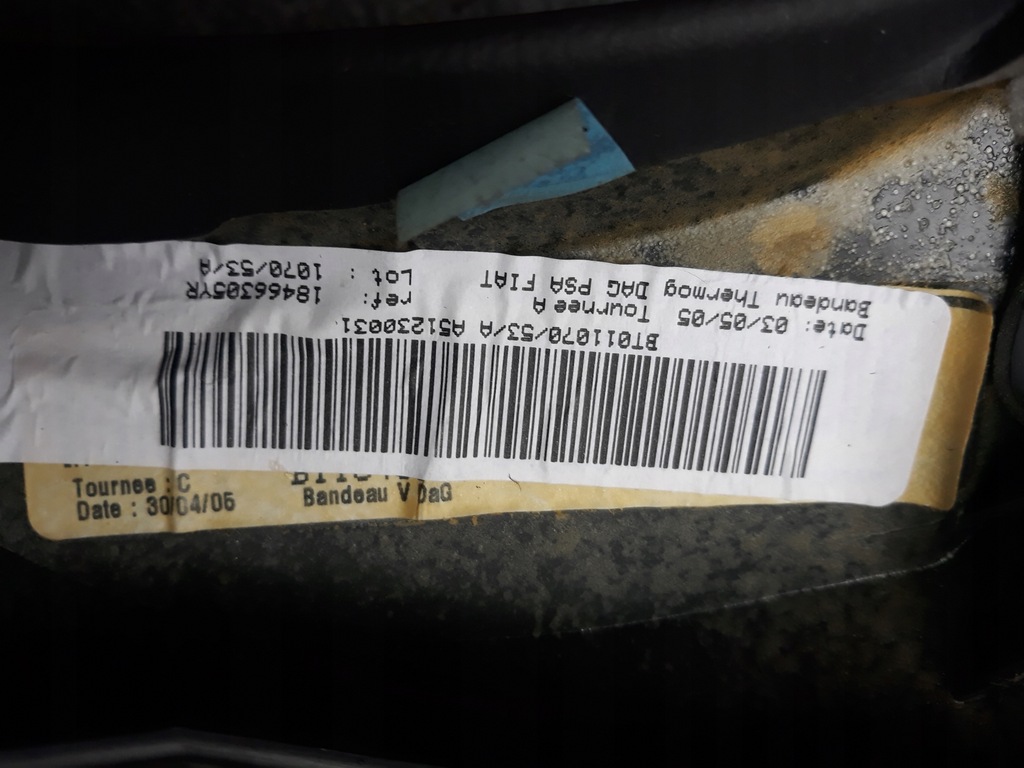 Bandeau Thermog DAG PSA FIAT
Date: 03/05/05 Tournee A
ref: 18466305YR
Lot : 1070/53/A
BT011070/53/A A51230031
Tournee : C
Date : 30/04/05
Bandeau V DaG